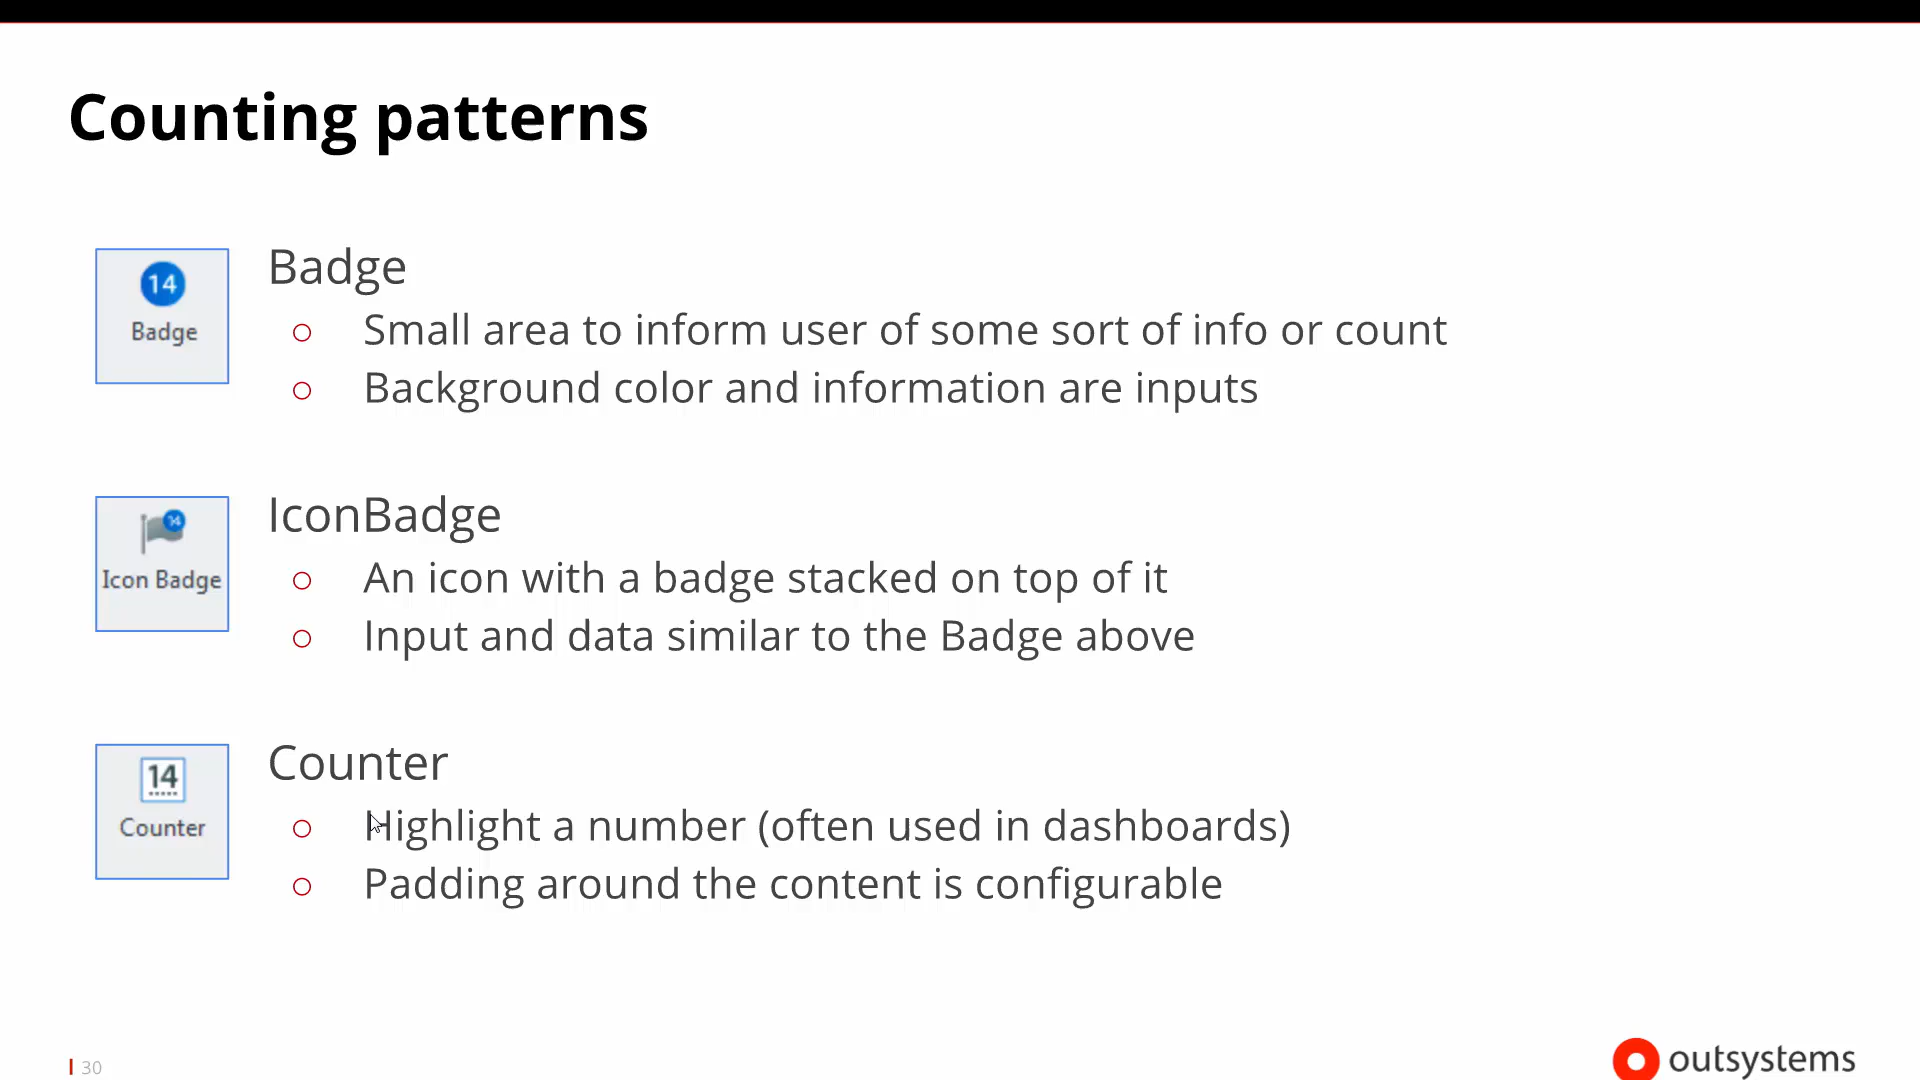 Counting patterns
14
Badge
Badge
○ Small area to inform user of some sort of info or count
○ Background color and information are inputs
14
Icon Badge
IconBadge
○ An icon with a badge stacked on top of it
○ Input and data similar to the Badge above
14
Counter
Counter
○ Highlight a number (often used in dashboards)
○ Padding around the content is configurable
30
outsystems